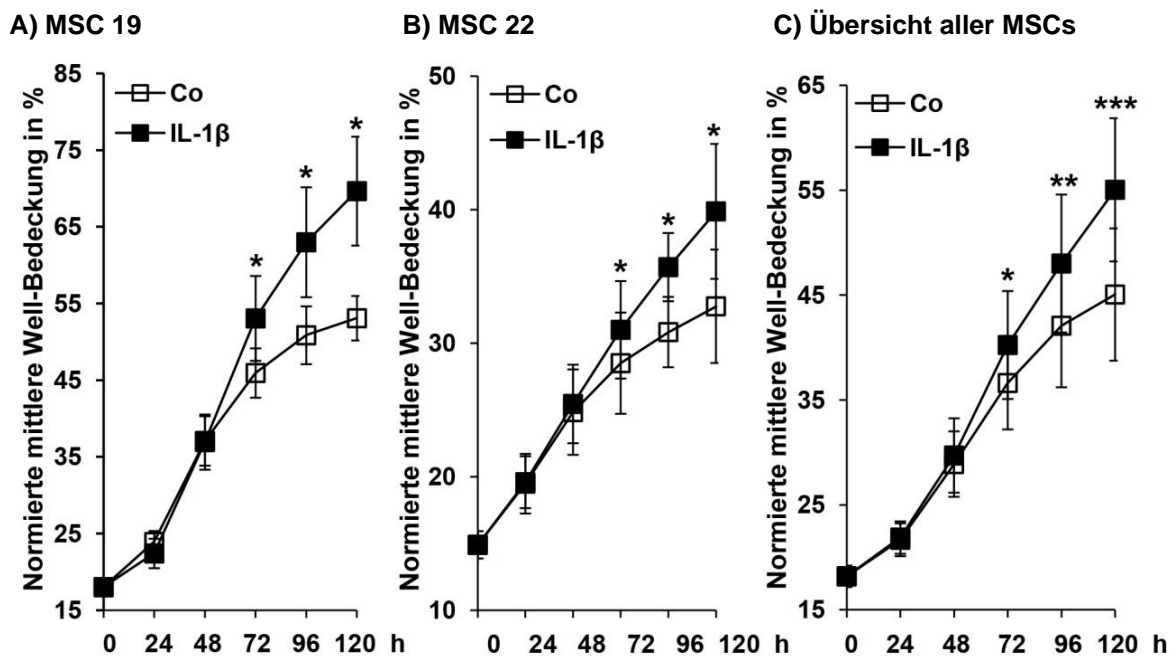 A) MSC 19
B) MSC 22
C) Übersicht aller MSCs
Normierte mittlere Well-Bedeckung in %
85
75
65
55
45
35
25
15
Co
IL-1β
*
*
*
0 24 48 72 96 120 h
Normierte mittlere Well-Bedeckung in %
50
40
30
20
10
Co
IL-1β
*
*
*
0 24 48 72 96 120 h
Normierte mittlere Well-Bedeckung in %
65
55
45
35
25
15
Co
IL-1β
*
**
***
0 24 48 72 96 120 h